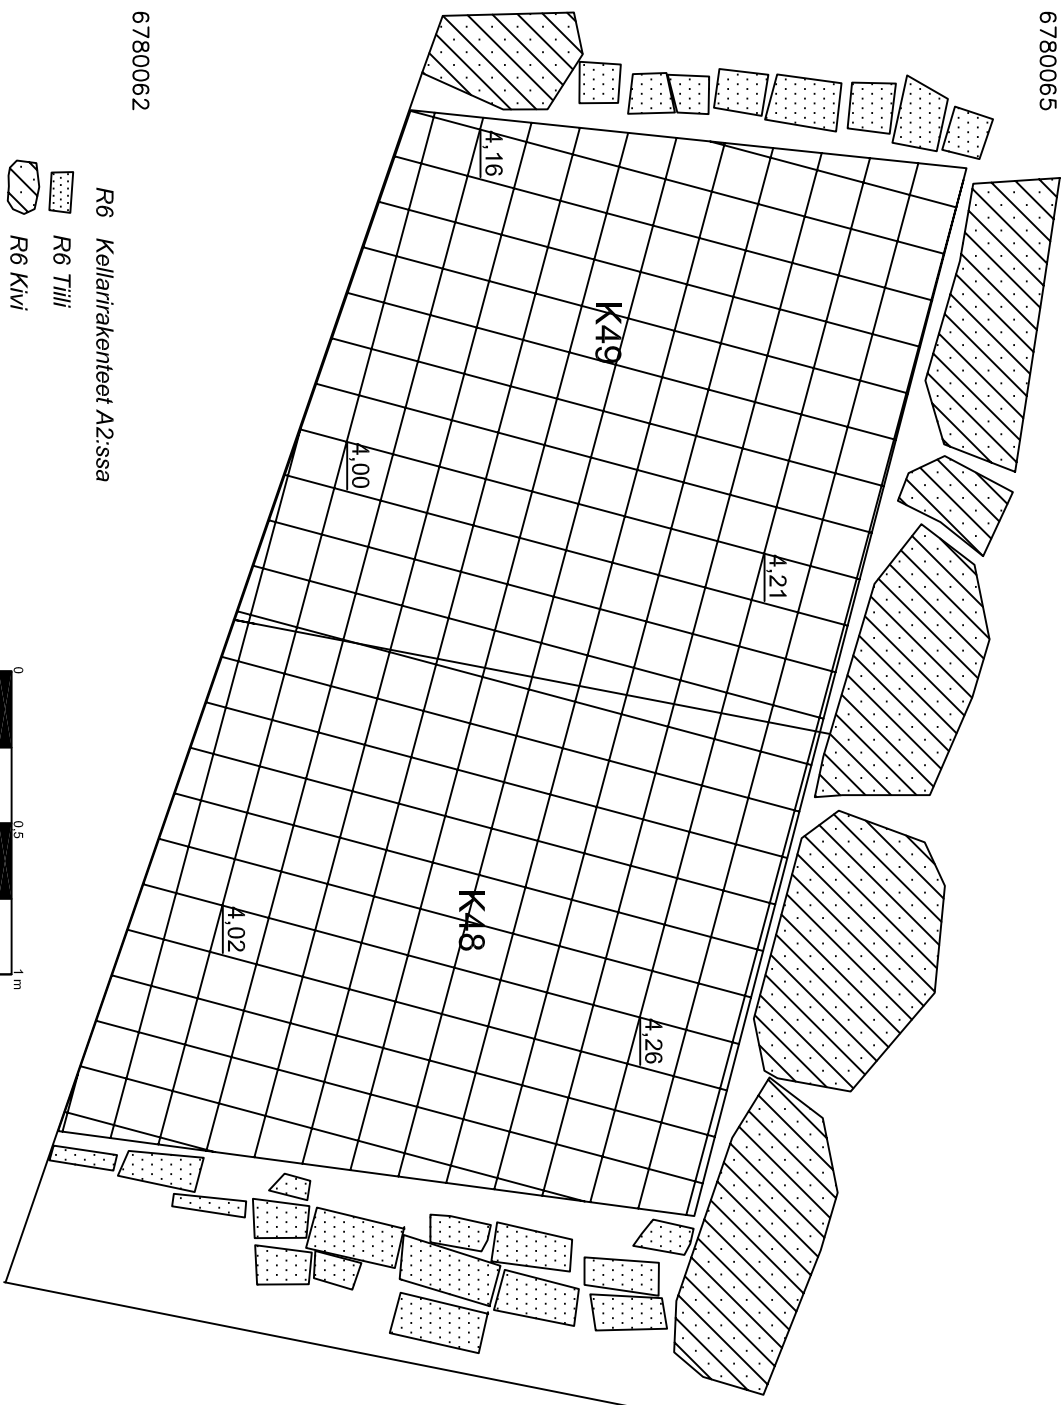 6780065
6780062
4,16
K49
4,00
4,21
K48
4,02
4,26
R6 Kellarirakenteet A2:ssa
R6 Tiili
R6 Kivi
0
0,5
1 m